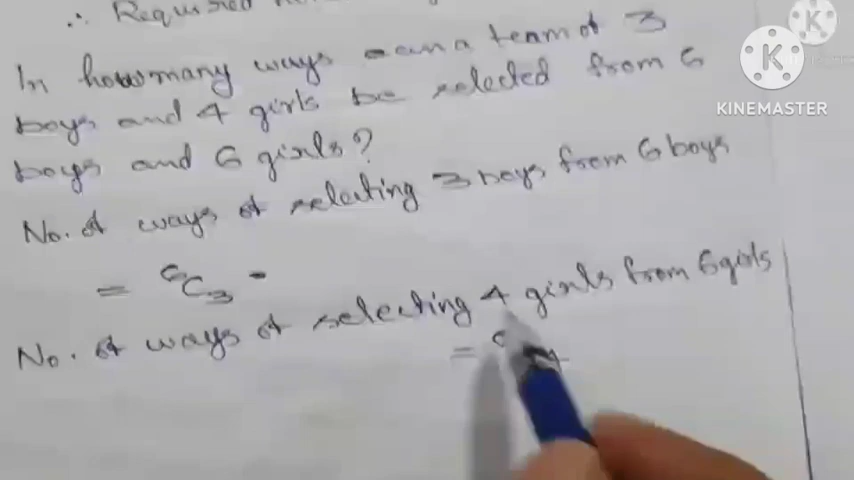 ∴ Required
In how many ways can a team of 3
boys and 4 girls be selected from 6
boys and 6 girls?
No. of ways of selecting 3 boys from 6 boys
= ⁶C₃
No. of ways of selecting 4 girls from 6 girls
=
K
KINEMASTER
K